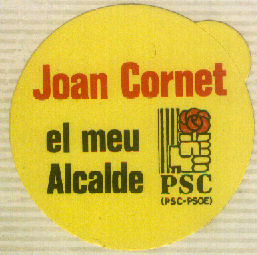 Joan Cornet
el meu
Alcalde
PSC
(PSC-PSOE)